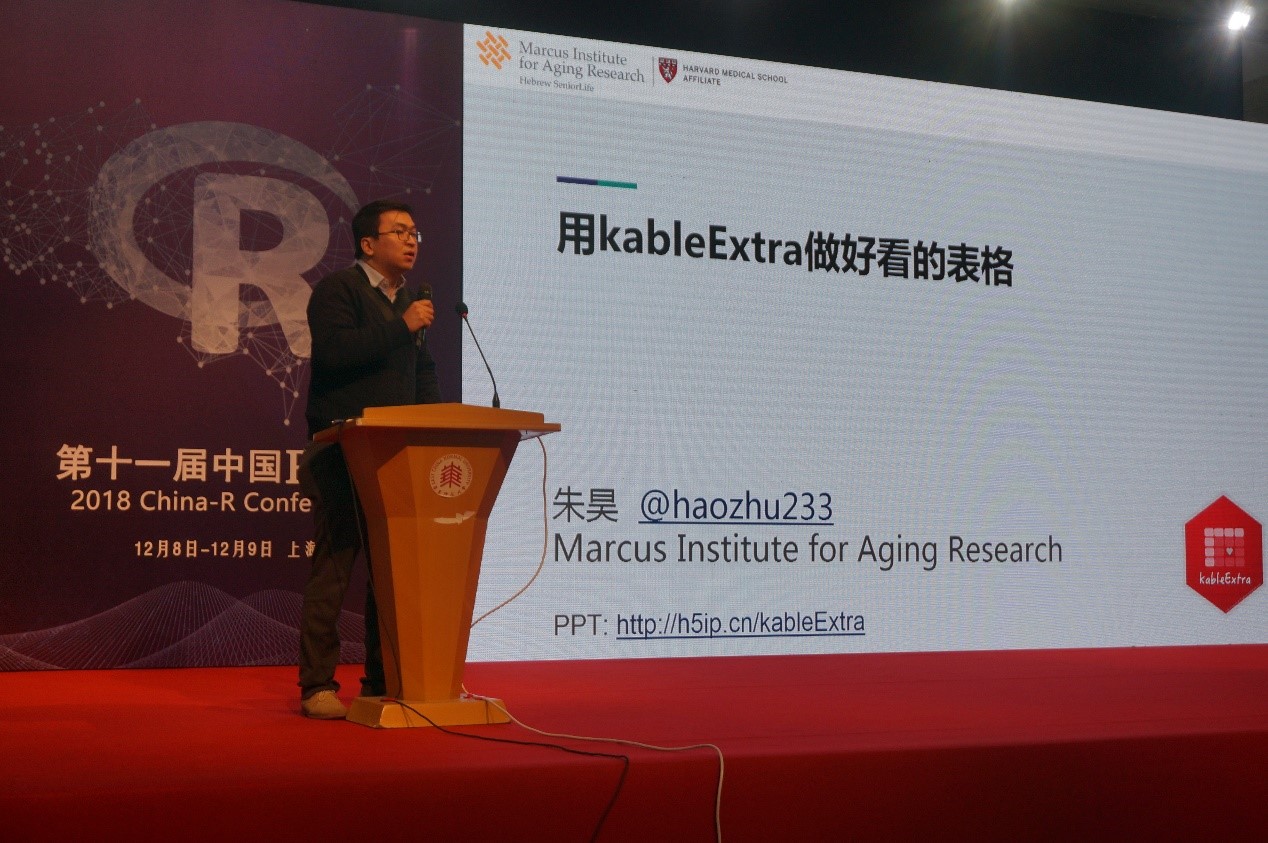 Marcus Institute
for Aging Research
Hebrew SeniorLife
HARVARD MEDICAL SCHOOL
AFFILIATE
用kableExtra做好看的表格
朱昊 @haozhu233
Marcus Institute for Aging Research
PPT: http://h5ip.cn/kableExtra
kableExtra
R
第十一届中国
2018 China-R Confe
12月8日-12月9日 上海